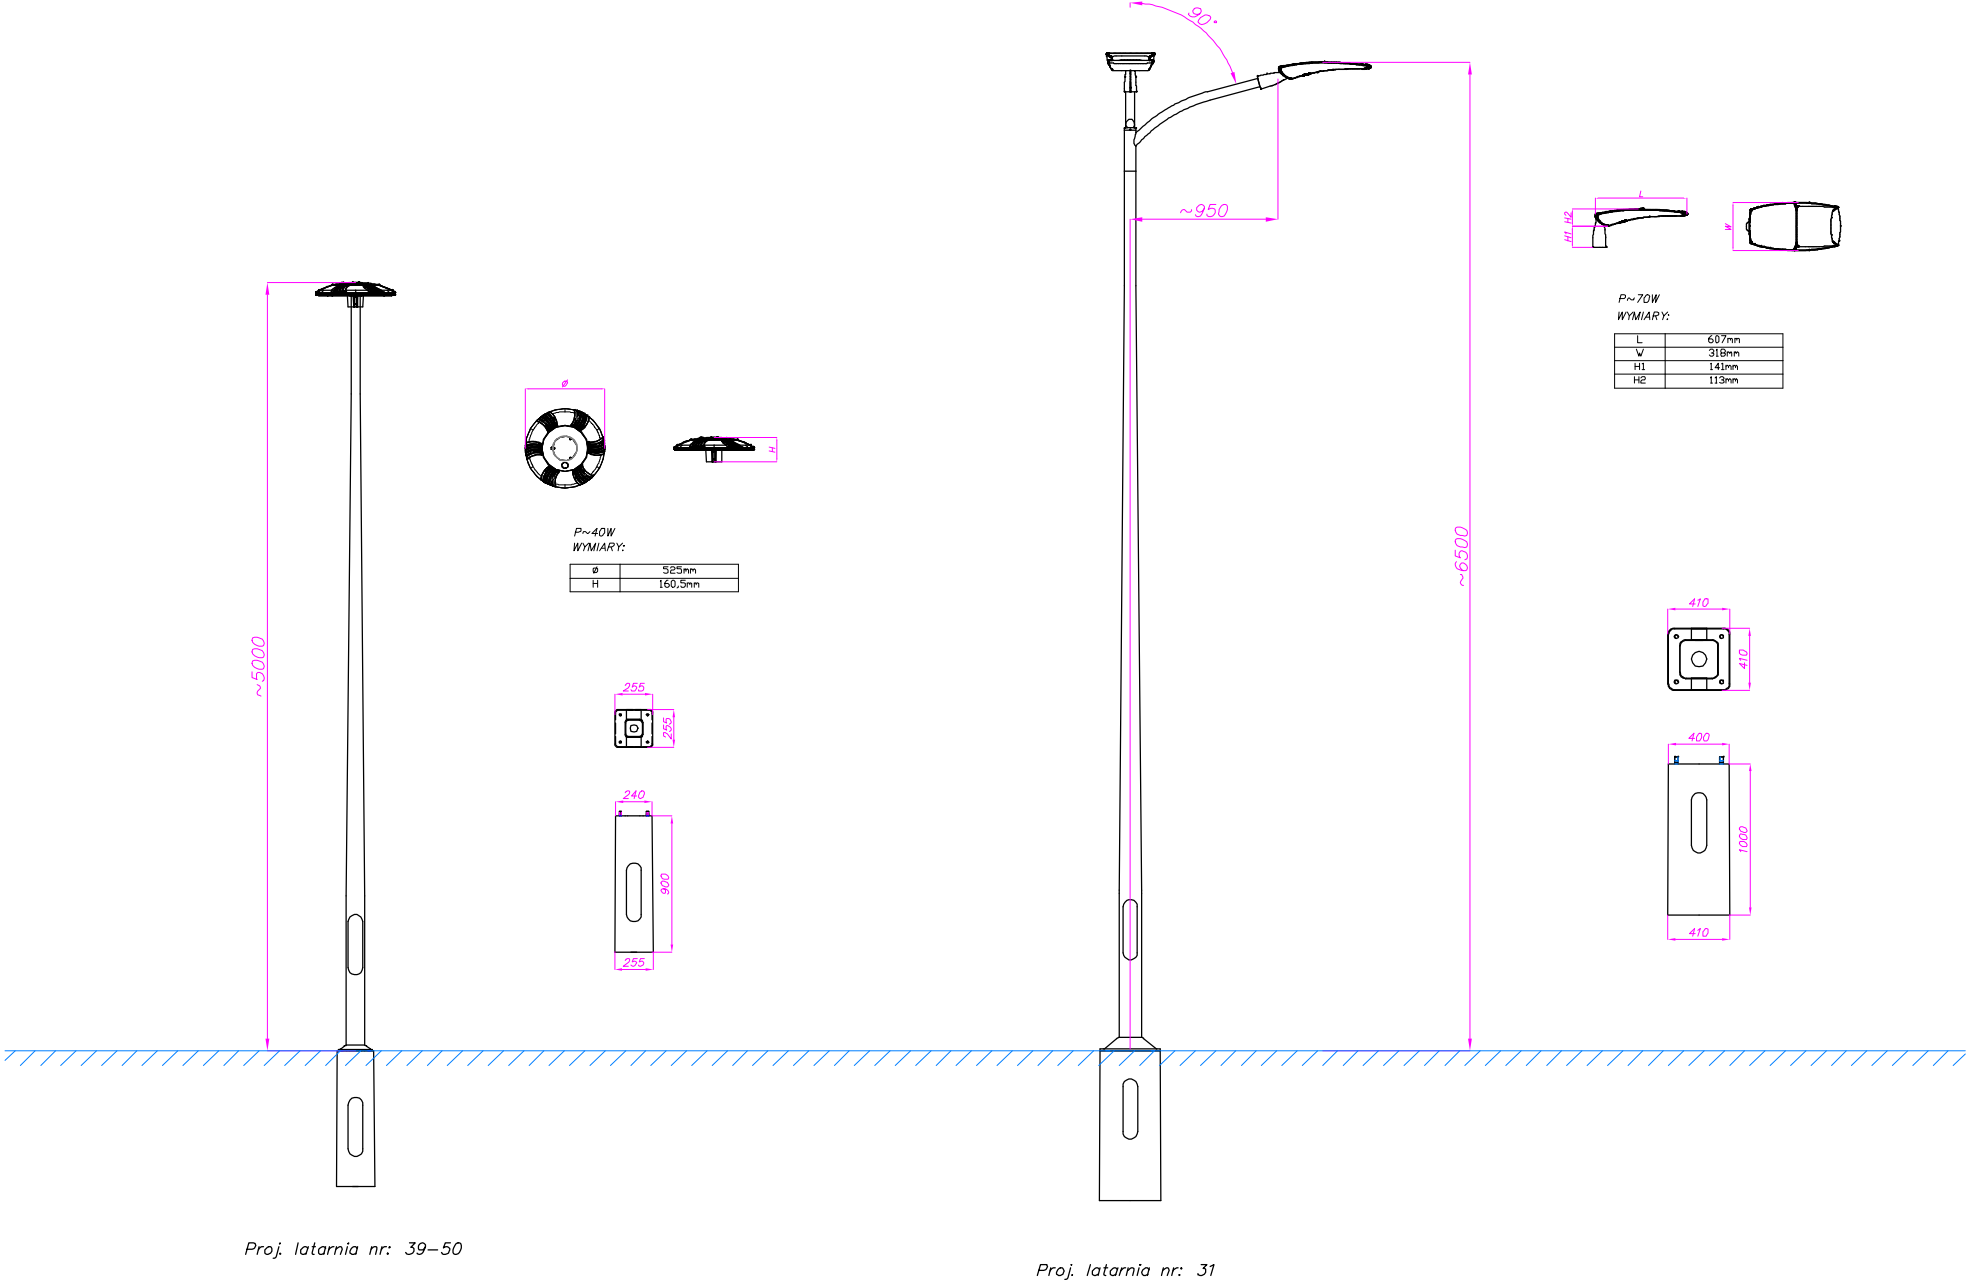 90°
~950
L
H2
H1
W
P~70W
WYMIARY:
L 607mm
W 318mm
H1 141mm
H2 113mm
ø
H
P~40W
WYMIARY:
ø 525mm
H 160,5mm
~5000
~6500
255
255
240
900
255
410
410
400
1000
410
Proj. latarnia nr: 39-50
Proj. latarnia nr: 31